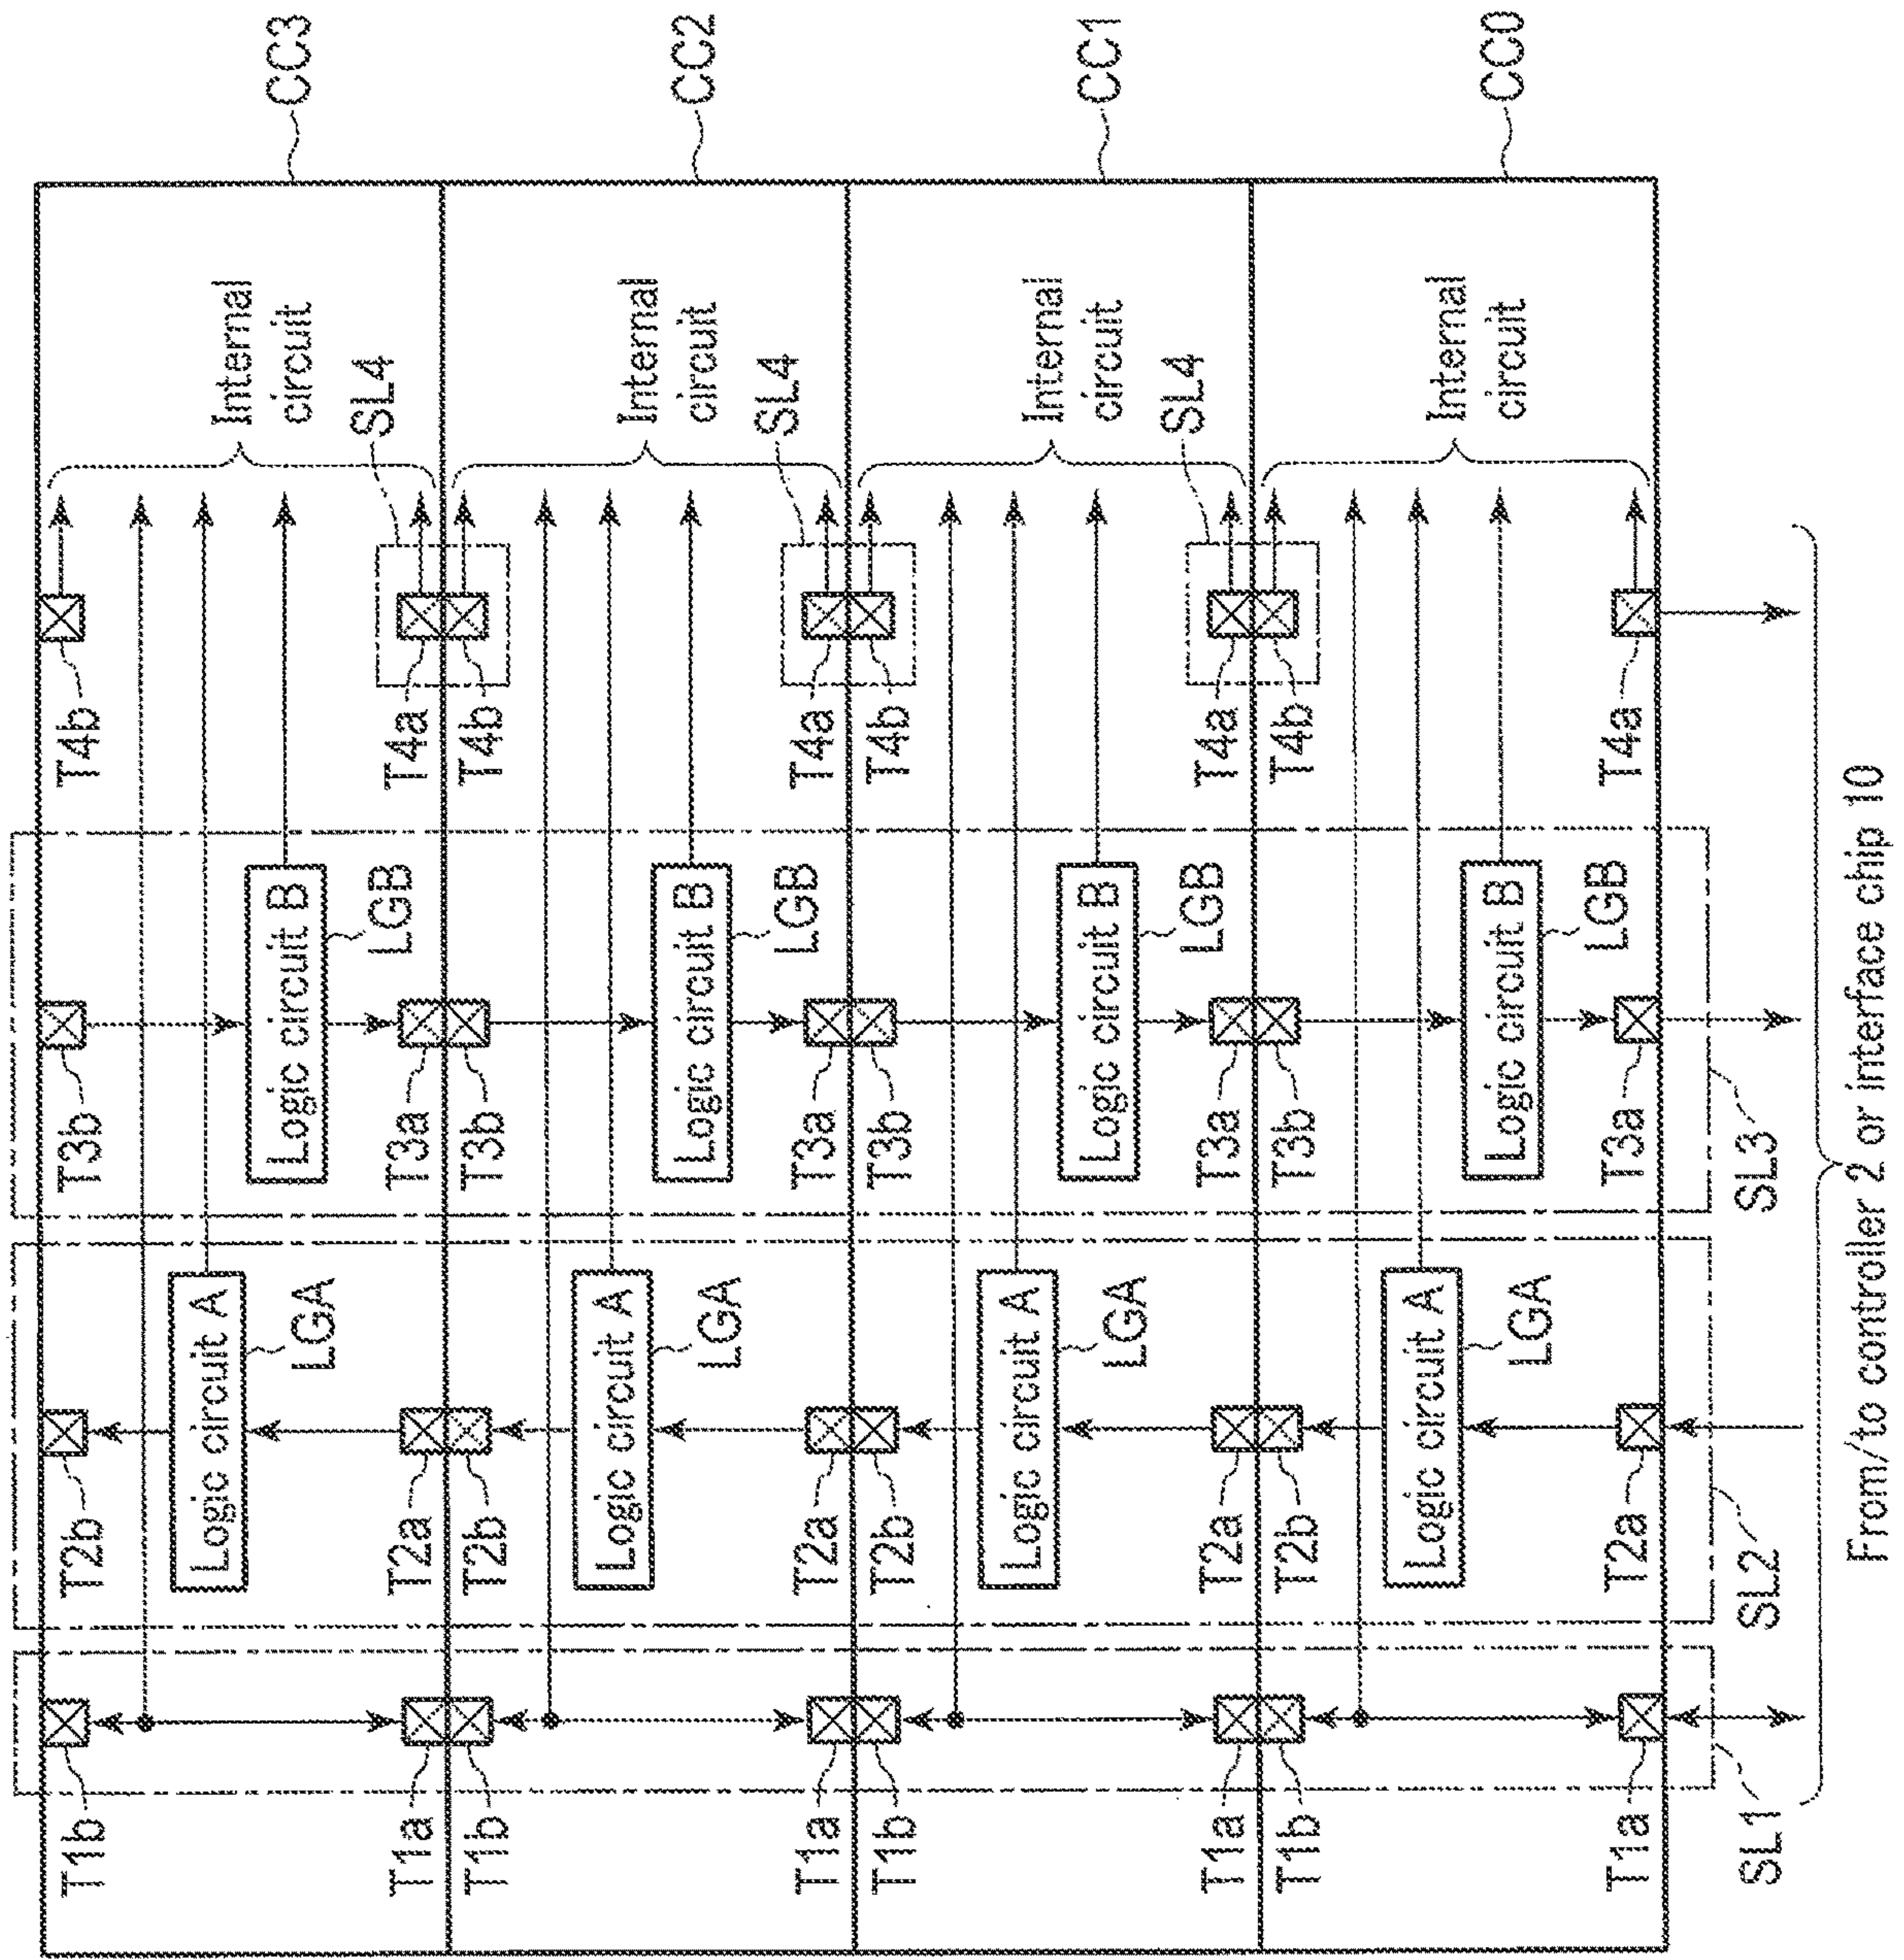 CC3
CC2
CC1
CC0
Internal
circuit
SL4
Internal
circuit
SL4
Internal
circuit
SL4
Internal
circuit
T4b
T4a
T4b
T4a
T4b
T4a
T4b
T4a
Logic circuit B
LGB
Logic circuit B
LGB
Logic circuit B
LGB
Logic circuit B
LGB
T3b
T3a
T3b
T3a
T3b
T3a
T3b
T3a
SL3
Logic circuit A
LGA
Logic circuit A
LGA
Logic circuit A
LGA
Logic circuit A
LGA
T2b
T2a
T2b
T2a
T2b
T2a
T2b
T2a
SL2
T1b
T1a
T1b
T1a
T1b
T1a
T1b
T1a
SL1
From/to controller 2 or interface chip 10